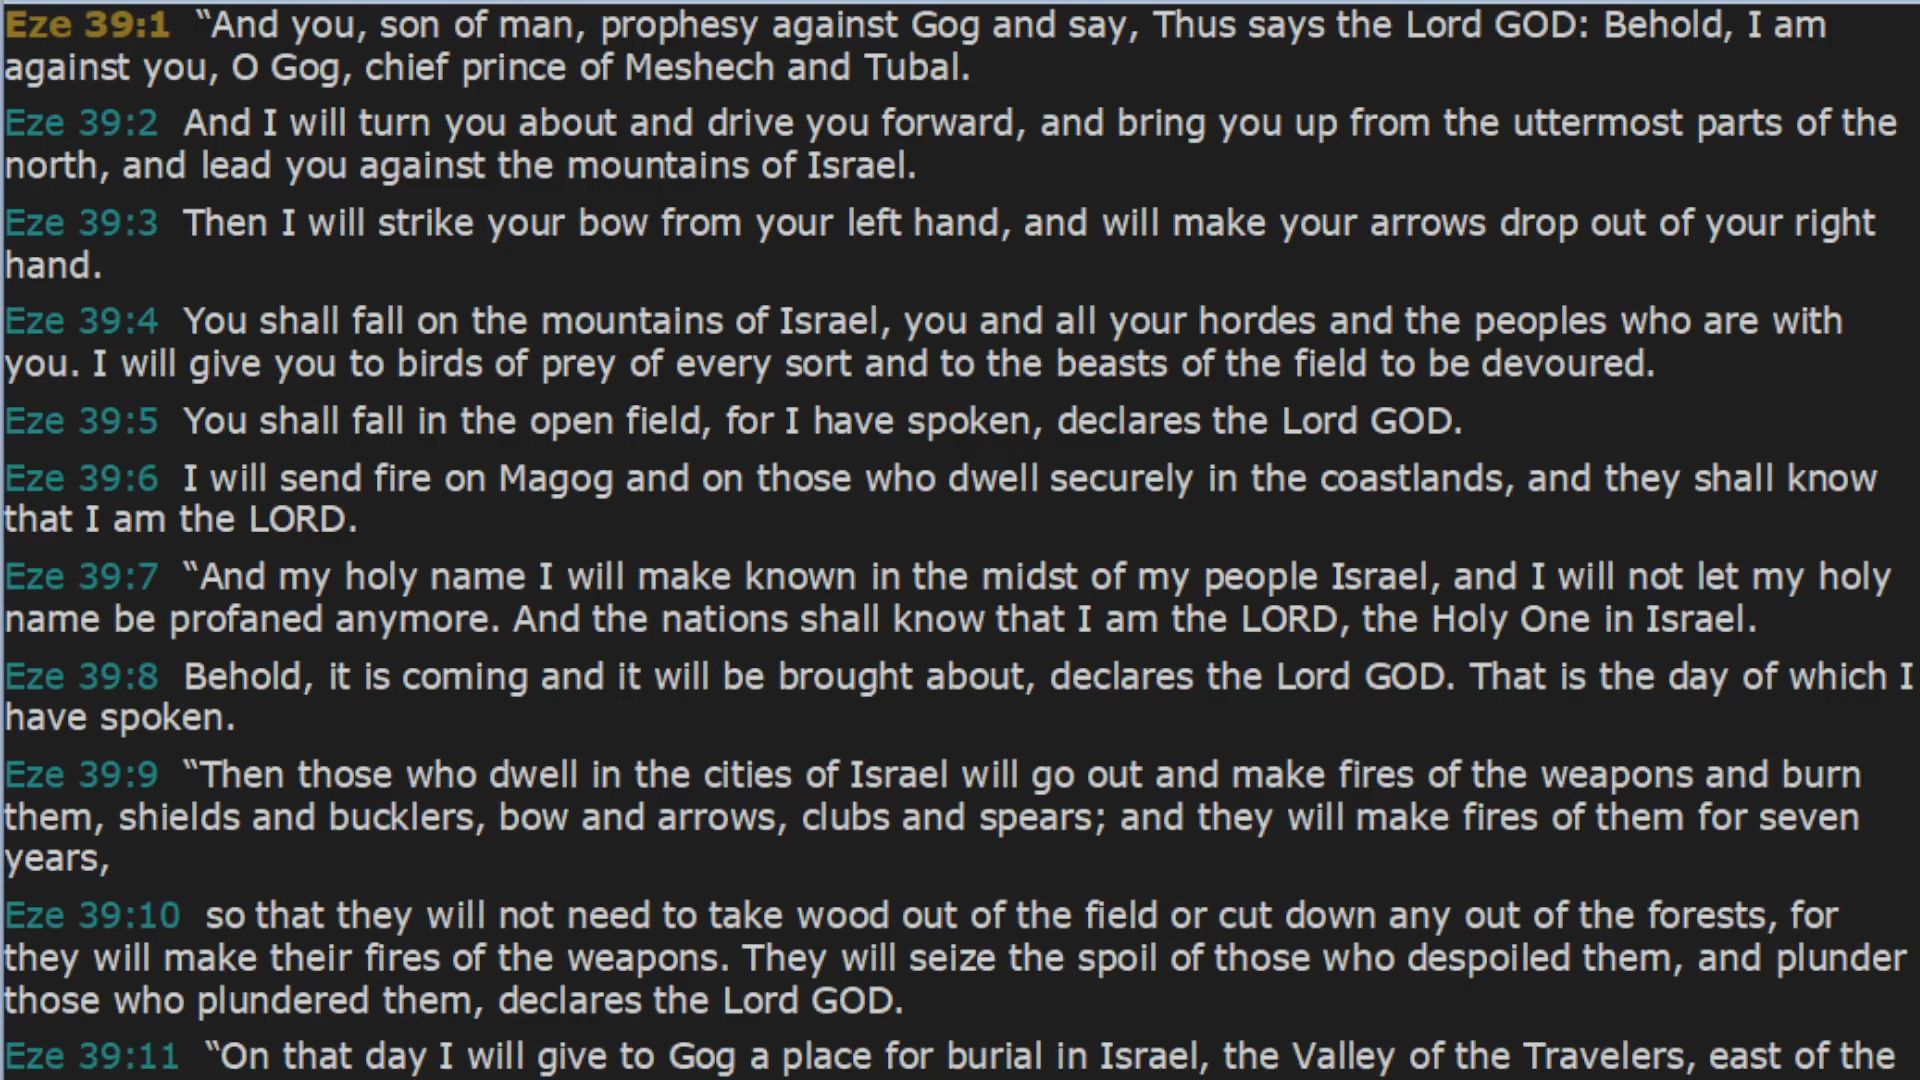 Eze 39:1 “And you, son of man, prophesy against Gog and say, Thus says the Lord GOD: Behold, I am
against you, O Gog, chief prince of Meshech and Tubal.
Eze 39:2 And I will turn you about and drive you forward, and bring you up from the uttermost parts of the
north, and lead you against the mountains of Israel.
Eze 39:3 Then I will strike your bow from your left hand, and will make your arrows drop out of your right
hand.
Eze 39:4 You shall fall on the mountains of Israel, you and all your hordes and the peoples who are with
you. I will give you to birds of prey of every sort and to the beasts of the field to be devoured.
Eze 39:5 You shall fall in the open field, for I have spoken, declares the Lord GOD.
Eze 39:6 I will send fire on Magog and on those who dwell securely in the coastlands, and they shall know
that I am the LORD.
Eze 39:7 “And my holy name I will make known in the midst of my people Israel, and I will not let my holy
name be profaned anymore. And the nations shall know that I am the LORD, the Holy One in Israel.
Eze 39:8 Behold, it is coming and it will be brought about, declares the Lord GOD. That is the day of which I
have spoken.
Eze 39:9 “Then those who dwell in the cities of Israel will go out and make fires of the weapons and burn
them, shields and bucklers, bow and arrows, clubs and spears; and they will make fires of them for seven
years,
Eze 39:10 so that they will not need to take wood out of the field or cut down any out of the forests, for
they will make their fires of the weapons. They will seize the spoil of those who despoiled them, and plunder
those who plundered them, declares the Lord GOD.
Eze 39:11 “On that day I will give to Gog a place for burial in Israel, the Valley of the Travelers, east of the